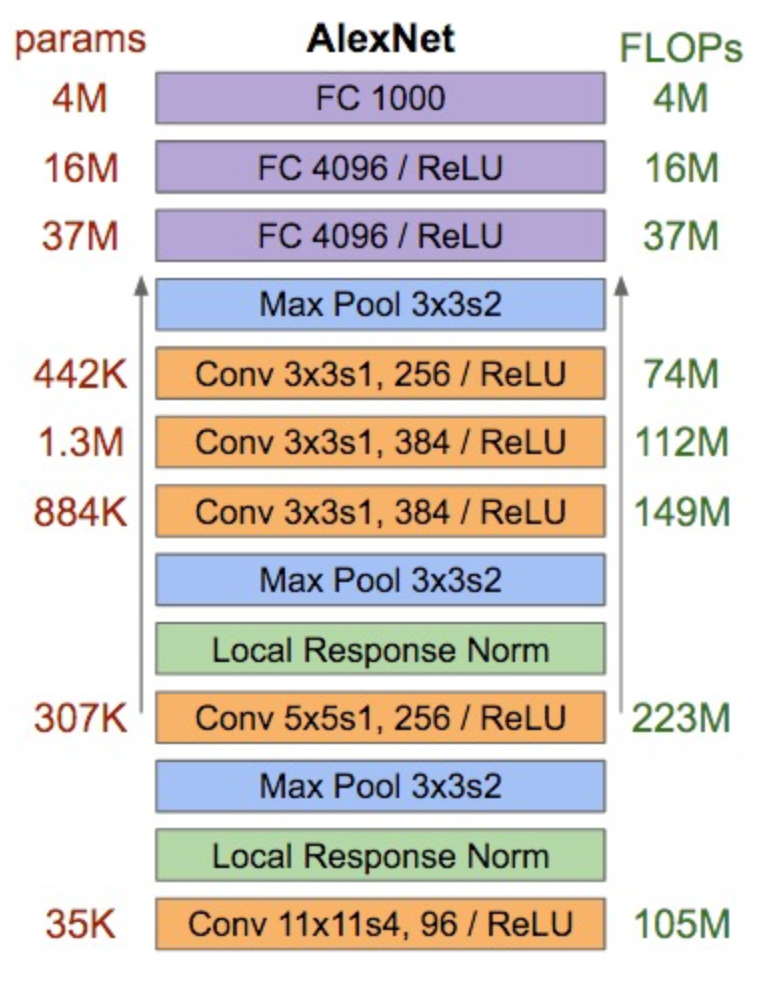 params AlexNet FLOPs
4M FC 1000 4M
16M FC 4096 / ReLU 16M
37M FC 4096 / ReLU 37M
Max Pool 3x3s2
442K Conv 3x3s1, 256 / ReLU 74M
1.3M Conv 3x3s1, 384 / ReLU 112M
884K Conv 3x3s1, 384 / ReLU 149M
Max Pool 3x3s2
Local Response Norm
307K Conv 5x5s1, 256 / ReLU 223M
Max Pool 3x3s2
Local Response Norm
35K Conv 11x11s4, 96 / ReLU 105M